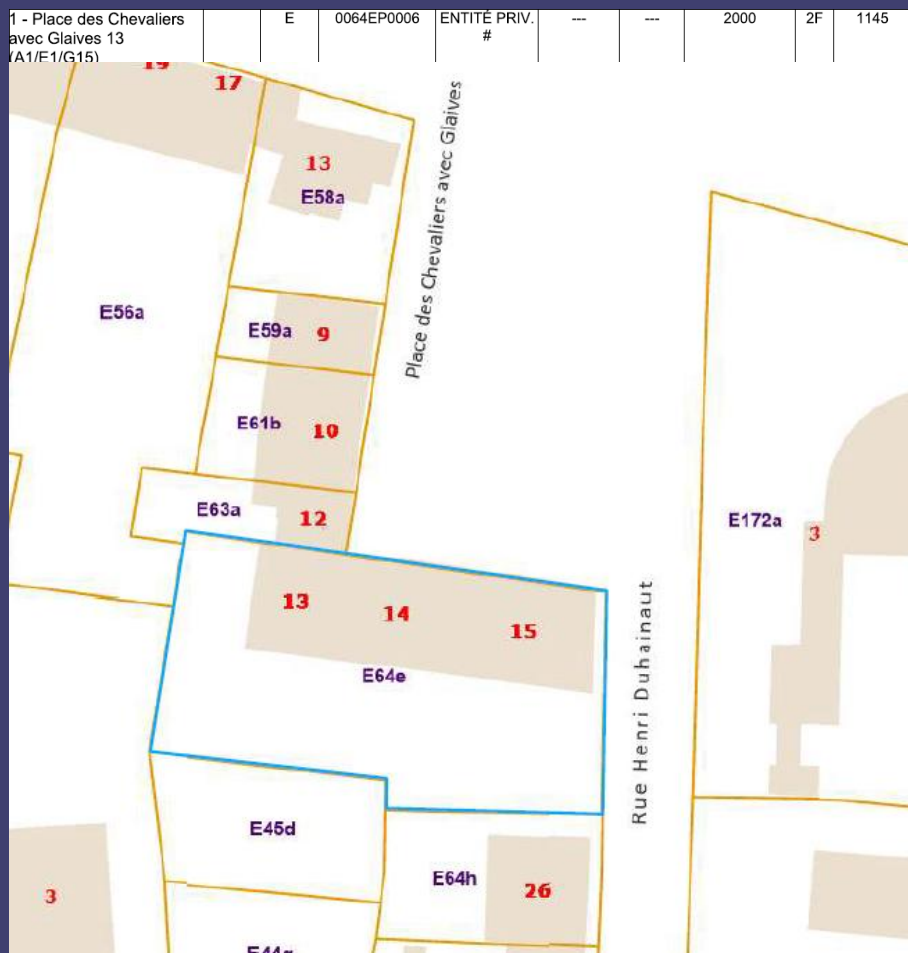 1 - Place des Chevaliers
avec Glaives 13
(A1/E1/G15)
E
0064EP0006
ENTITÉ PRIV.
#
---
---
2000
2F
1145
19
17
13
E58a
Place des Chevaliers avec Glaives
E56a
E59a
9
E61b
10
E63a
12
E172a
3
13
14
15
E64e
Rue Henri Duhainaut
E45d
E64h
26
3